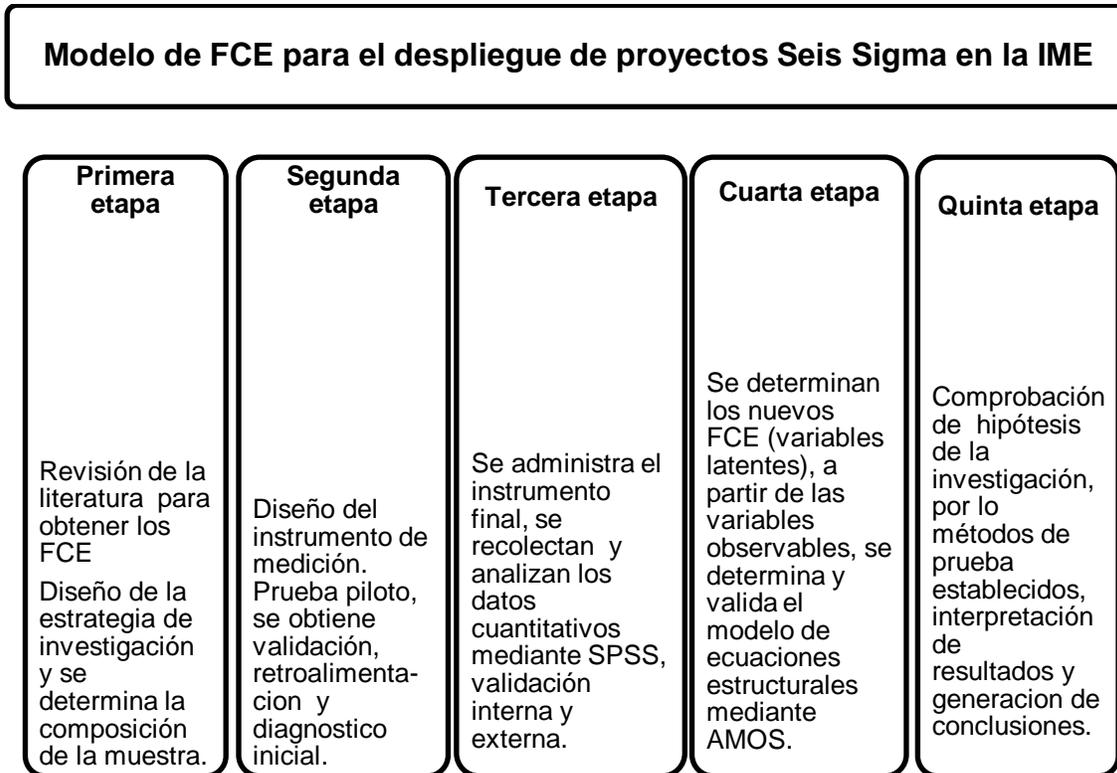 Modelo de FCE para el despliegue de proyectos Seis Sigma en la IME
Primera
etapa
Revisión de la
literatura para
obtener los
FCE
Diseño de la
estrategia de
investigación
y se
determina la
composición
de la muestra.
Segunda
etapa
Diseño del
instrumento de
medición.
Prueba piloto,
se obtiene
validación,
retroalimenta-
cion y
diagnostico
inicial.
Tercera etapa
Se administra el
instrumento
final, se
recolectan y
analizan los
datos
cuantitativos
mediante SPSS,
validación
interna y
externa.
Cuarta etapa
Se determinan
los nuevos
FCE (variables
latentes), a
partir de las
variables
observables, se
determina y
valida el
modelo de
ecuaciones
estructurales
mediante
AMOS.
Quinta etapa
Comprobación
de hipótesis
de la
investigación,
por lo
métodos de
prueba
establecidos,
interpretación
de
resultados y
generacion de
conclusiones.